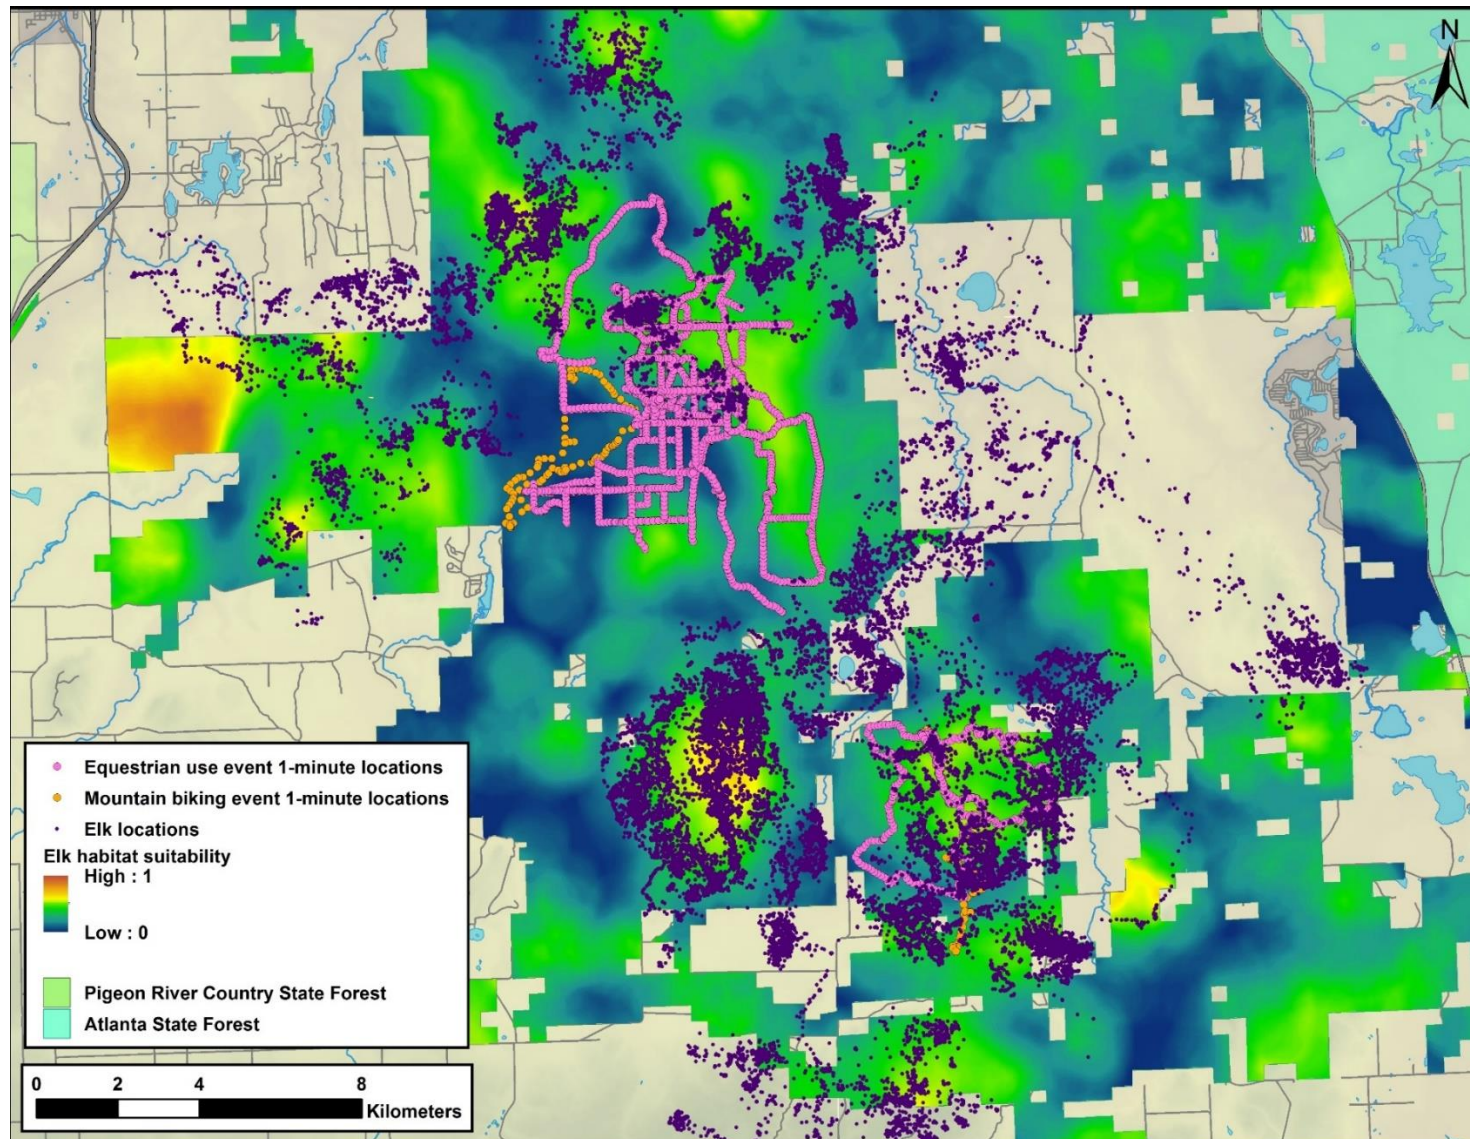 N
Equestrian use event 1-minute locations
Mountain biking event 1-minute locations
Elk locations
Elk habitat suitability
High : 1
Low : 0
Pigeon River Country State Forest
Atlanta State Forest
0 2 4 8
Kilometers